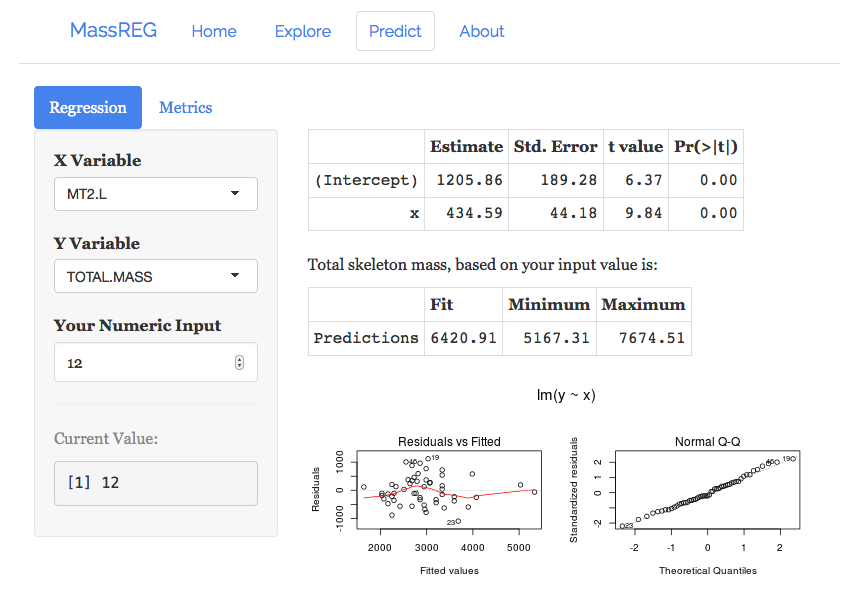 MassREG Home Explore Predict About
Regression Metrics
X Variable
MT2.L
Y Variable
TOTAL.MASS
Your Numeric Input
12
Current Value:
[1] 12
Estimate Std. Error t value Pr(>|t|)
(Intercept) 1205.86 189.28 6.37 0.00
x 434.59 44.18 9.84 0.00
Total skeleton mass, based on your input value is:
Fit Minimum Maximum
Predictions 6420.91 5167.31 7674.51
lm(y ~ x)
Residuals vs Fitted
Residuals
1000
0
-1000
19
23
2000 3000 4000 5000
Fitted values
Normal Q-Q
Standardized residuals
2
1
0
-2
19
23
-2 -1 0 1 2
Theoretical Quantiles